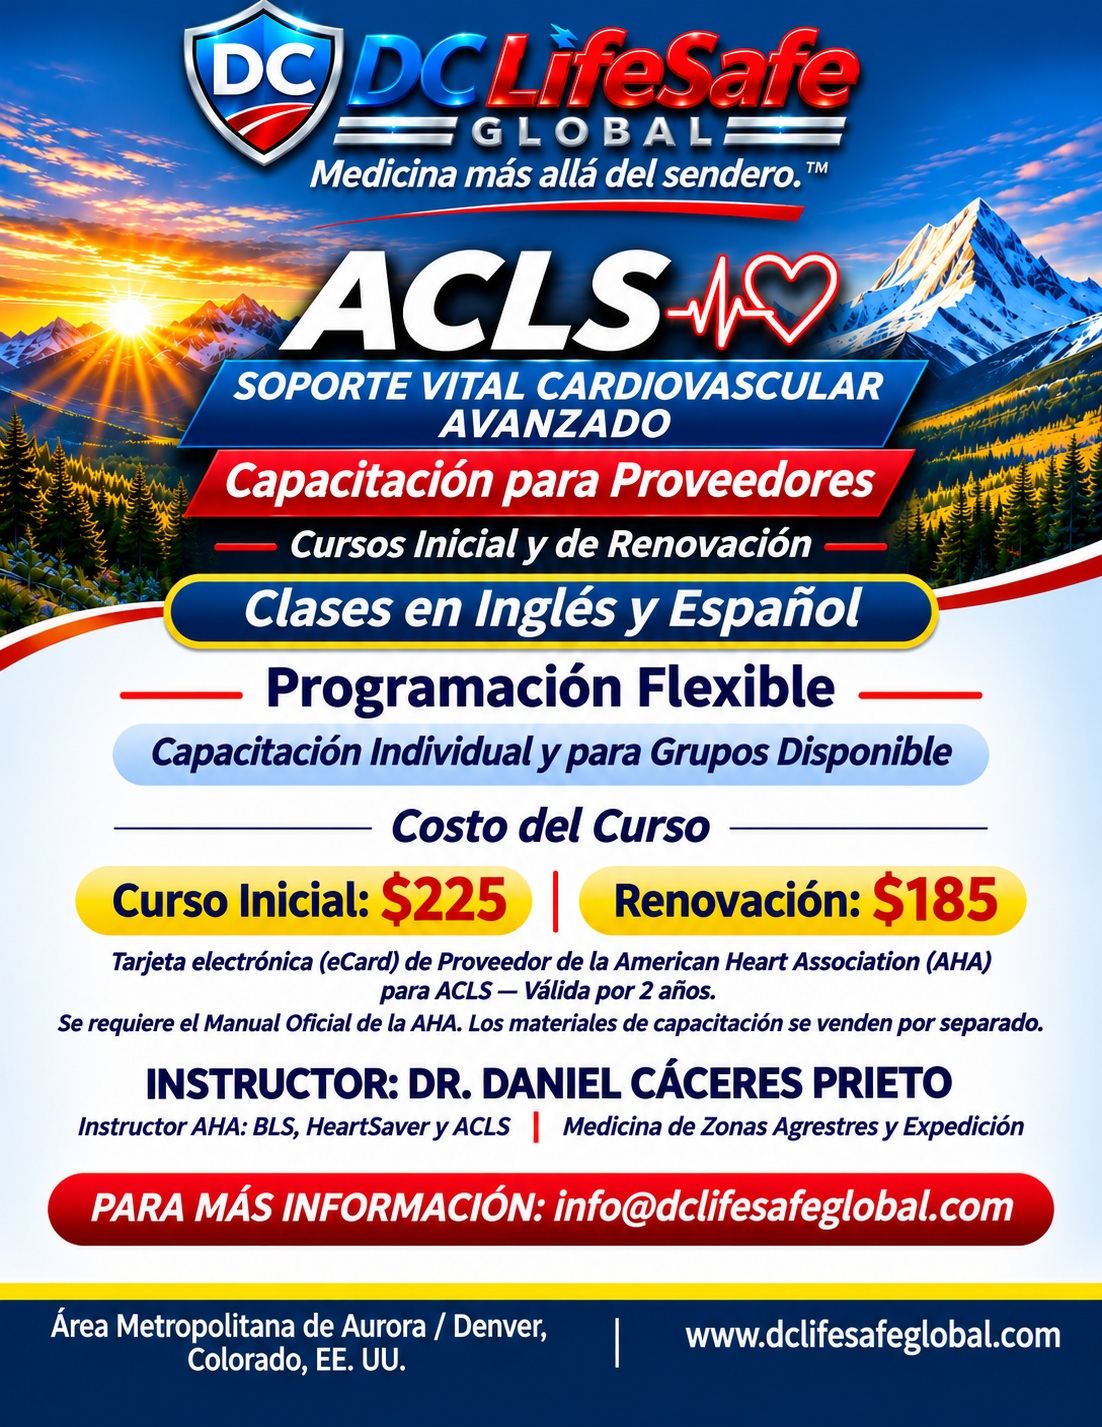 DC
DC LifeSafe
GLOBAL
Medicina más allá del sendero.™
ACLS
SOPORTE VITAL CARDIOVASCULAR
AVANZADO
Capacitación para Proveedores
Cursos Inicial y de Renovación
Clases en Inglés y Español
Programación Flexible
Capacitación Individual y para Grupos Disponible
Costo del Curso
Curso Inicial: $225 | Renovación: $185
Tarjeta electrónica (eCard) de Proveedor de la American Heart Association (AHA)
para ACLS — Válida por 2 años.
Se requiere el Manual Oficial de la AHA. Los materiales de capacitación se venden por separado.
INSTRUCTOR: DR. DANIEL CÁCERES PRIETO
Instructor AHA: BLS, HeartSaver y ACLS | Medicina de Zonas Agrestres y Expedición
PARA MÁS INFORMACIÓN: info@dclifesafeglobal.com
Área Metropolitana de Aurora / Denver,
Colorado, EE. UU.
www.dclifesafeglobal.com